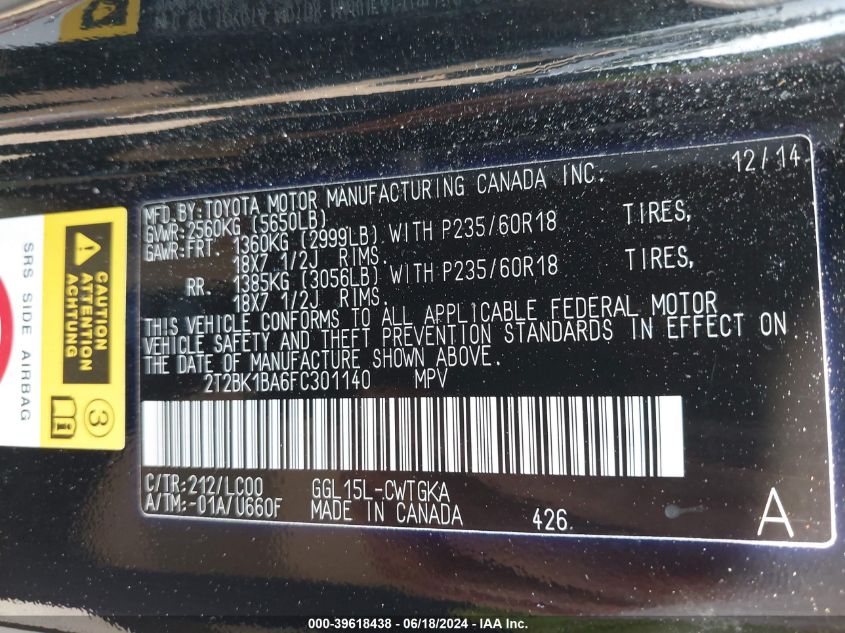 12/14
MFD.BY:TOYOTA MOTOR MANUFACTURING CANADA INC.
GVWR:2560KG (5650LB)
GAWR:FRT. 1360KG (2999LB) WITH P235/60R18 TIRES,
18X7 1/2J RIMS.
RR. 1385KG (3056LB) WITH P235/60R18 TIRES,
18X7 1/2J RIMS.
THIS VEHICLE CONFORMS TO ALL APPLICABLE FEDERAL MOTOR
VEHICLE SAFETY AND THEFT PREVENTION STANDARDS IN EFFECT ON
THE DATE OF MANUFACTURE SHOWN ABOVE.
2T2BK1BA6FC301140 MPV
C/TR:212/LC00 GGL15L-CWTGKA
A/TM:-01A/U660F MADE IN CANADA 426 A
SRS SIDE AIRBAG
CAUTION
ATTENTION
ACHTUNG
3
000-39618438 - 06/18/2024 - IAA Inc.